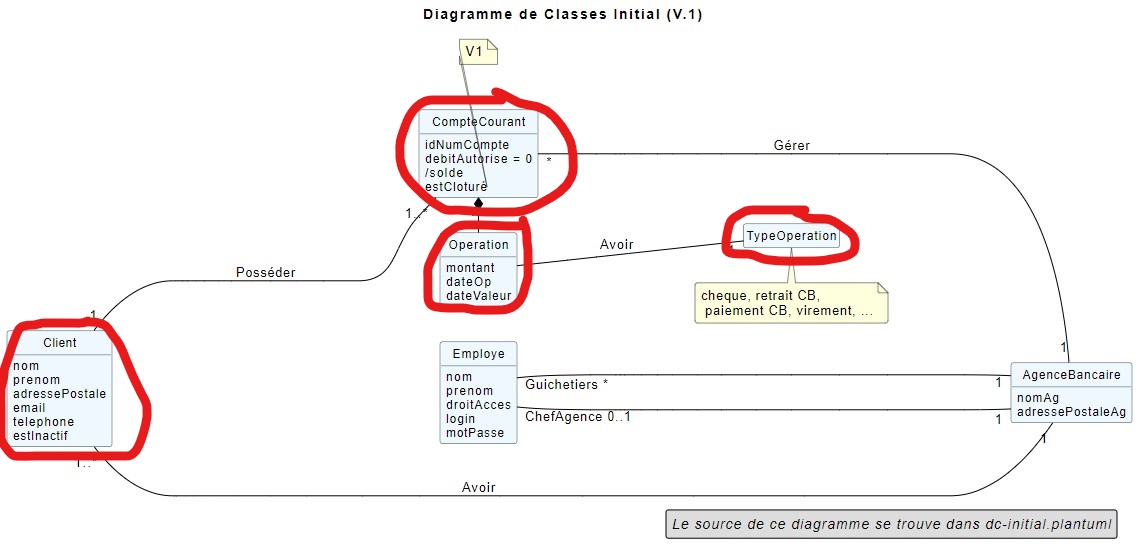 Diagramme de Classes Initial (V.1)
V1
CompteCourant
idNumCompte
debitAutorise = 0
/solde
estCloturé
*
Gérer
1..*
Operation
montant
dateOp
dateValeur
Avoir
TypeOperation
cheque, retrait CB,
paiement CB, virement, ...
Posséder
1
Client
nom
prenom
adressePostale
email
telephone
estInactif
Employe
nom
prenom
droitAcces
login
motPasse
Guichetiers *
1
ChefAgence 0..1
1
1
AgenceBancaire
nomAg
adressePostaleAg
1
Avoir
Le source de ce diagramme se trouve dans dc-initial.plantuml